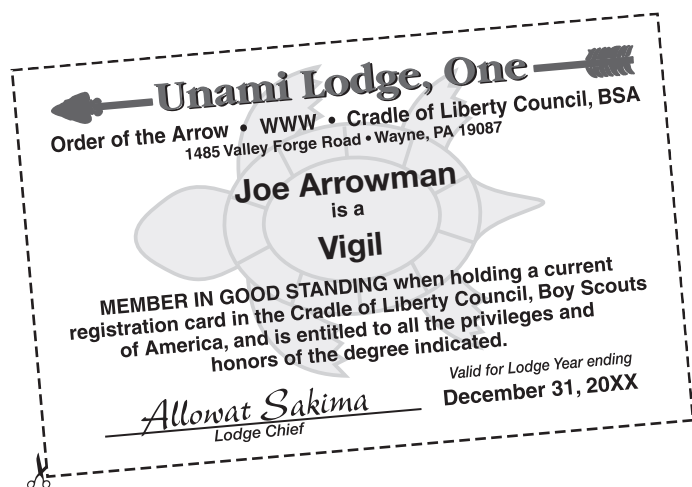 Unami Lodge, One
Order of the Arrow • WWW • Cradle of Liberty Council, BSA
1485 Valley Forge Road • Wayne, PA 19087
Joe Arrowman
is a
Vigil
MEMBER IN GOOD STANDING when holding a current
registration card in the Cradle of Liberty Council, Boy Scouts
of America, and is entitled to all the privileges and
honors of the degree indicated.
Allowat Sakima
Lodge Chief
Valid for Lodge Year ending
December 31, 20XX